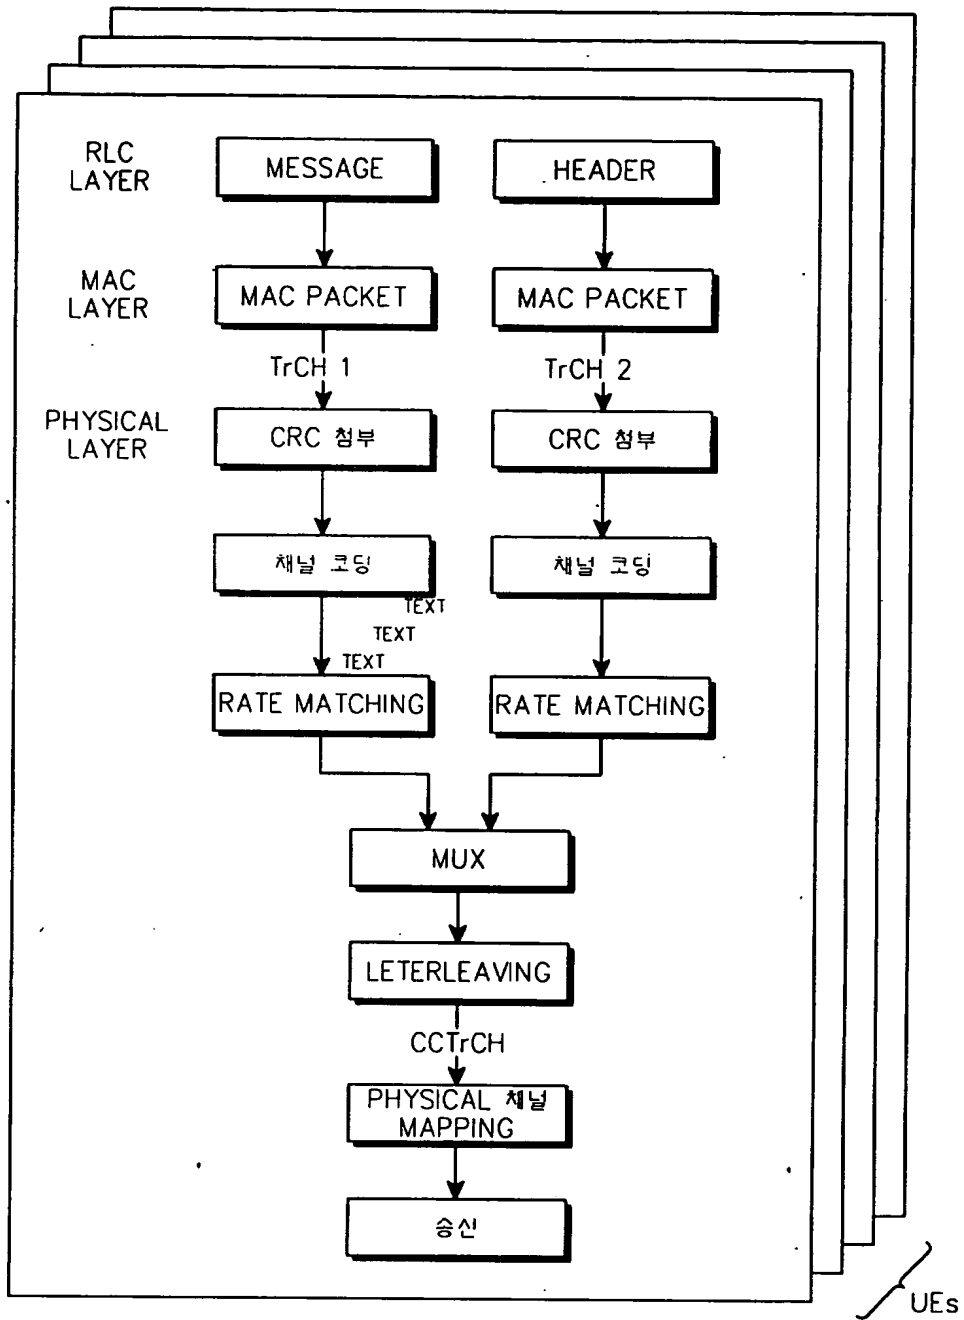 RLC
LAYER
MESSAGE
HEADER
MAC
LAYER
MAC PACKET
MAC PACKET
TrCH 1
TrCH 2
PHYSICAL
LAYER
CRC 첨부
CRC 첨부
채널 코딩
채널 코딩
TEXT
TEXT
TEXT
RATE MATCHING
RATE MATCHING
MUX
LETERLEAVING
CCTrCH
PHYSICAL 채널
MAPPING
송신
UEs